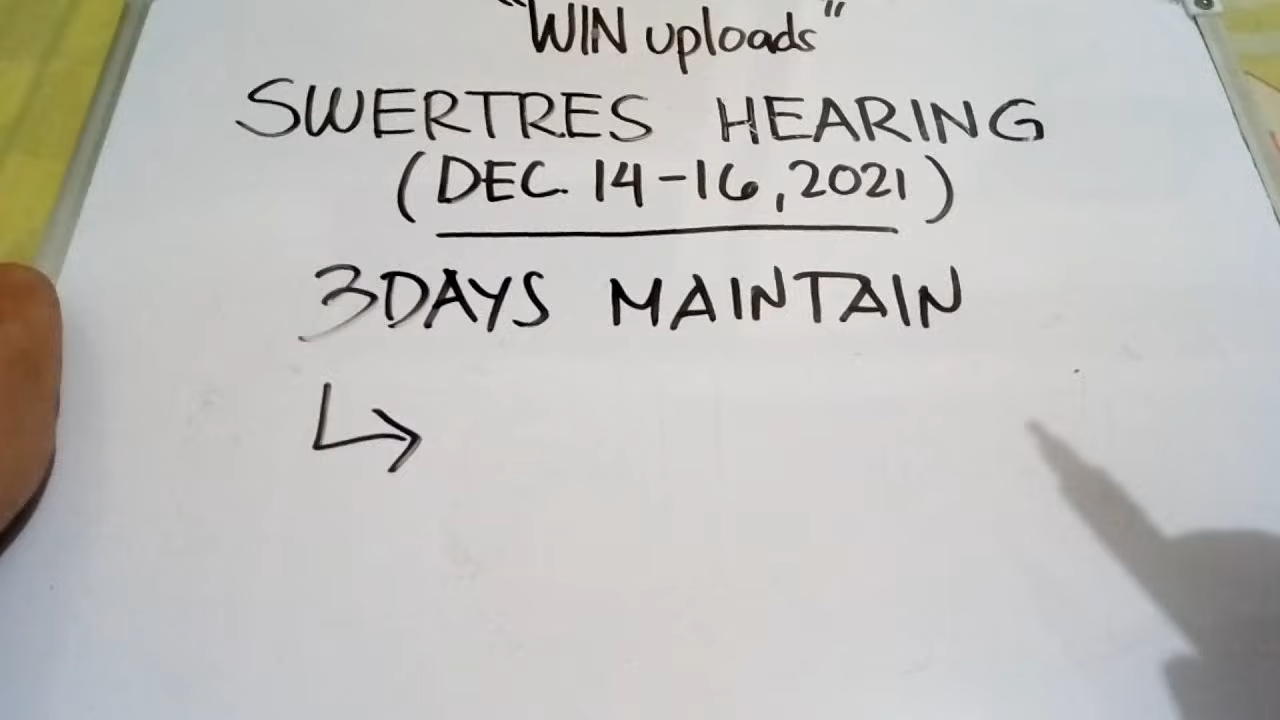 "WIN uploads"
SWERTRES HEARING
(DEC. 14-16, 2021)
3DAYS MAINTAIN